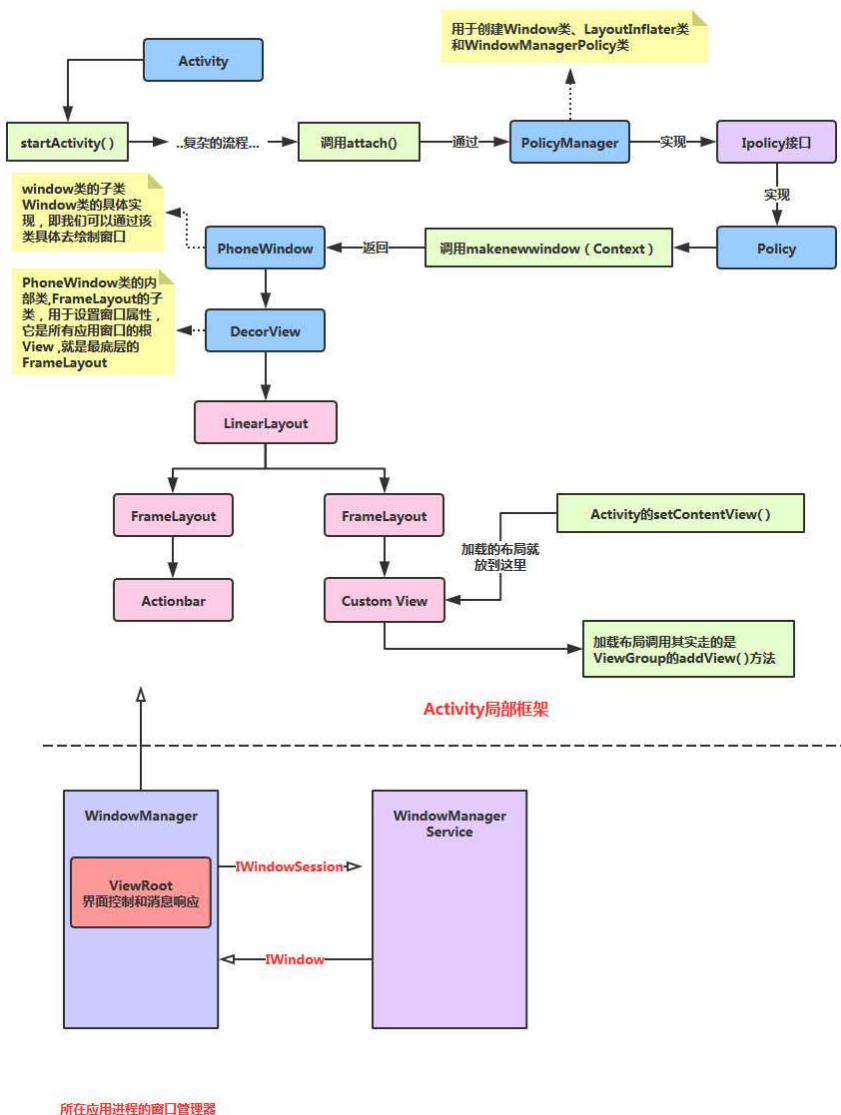 用于创建Window类、LayoutInflater类
和WindowManagerPolicy类
Activity
startActivity( )
..复杂的流程...
调用attach()
通过
PolicyManager
实现
Ipolicy接口
实现
window类的子类
Window类的具体实
现，即我们可以通过该
类具体去绘制窗口
PhoneWindow
返回
调用makenewwindow（Context）
Policy
PhoneWindow类的内
部类,FrameLayout的子
类，用于设置窗口属性，
它是所有应用窗口的根
View ,就是最底层的
FrameLayout
DecorView
LinearLayout
FrameLayout
FrameLayout
Activity的setContentView( )
加载的布局就
放到这里
Actionbar
Custom View
加载布局调用其实走的是
ViewGroup的addView( )方法
Activity局部框架
WindowManager
WindowManager
Service
IWindowSession
ViewRoot
界面控制和消息响应
IWindow
所在应用进程的窗口管理器